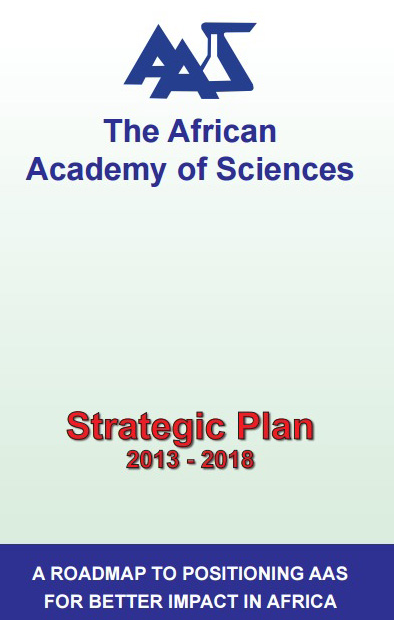 AAS
The African
Academy of Sciences
Strategic Plan
2013 - 2018
A ROADMAP TO POSITIONING AAS
FOR BETTER IMPACT IN AFRICA